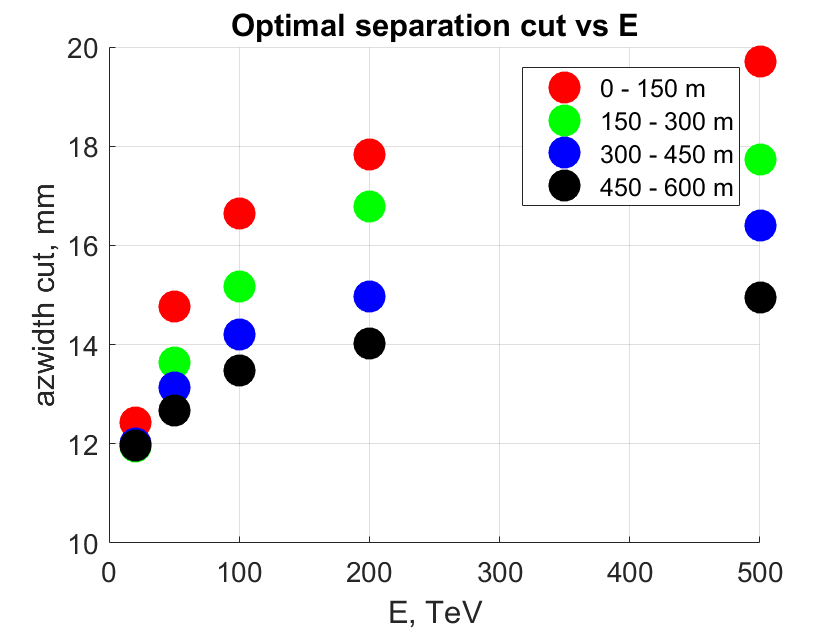 Optimal separation cut vs E
20
18
16
14
12
10
azwidth cut, mm
0 - 150 m
150 - 300 m
300 - 450 m
450 - 600 m
0 100 200 300 400 500
E, TeV